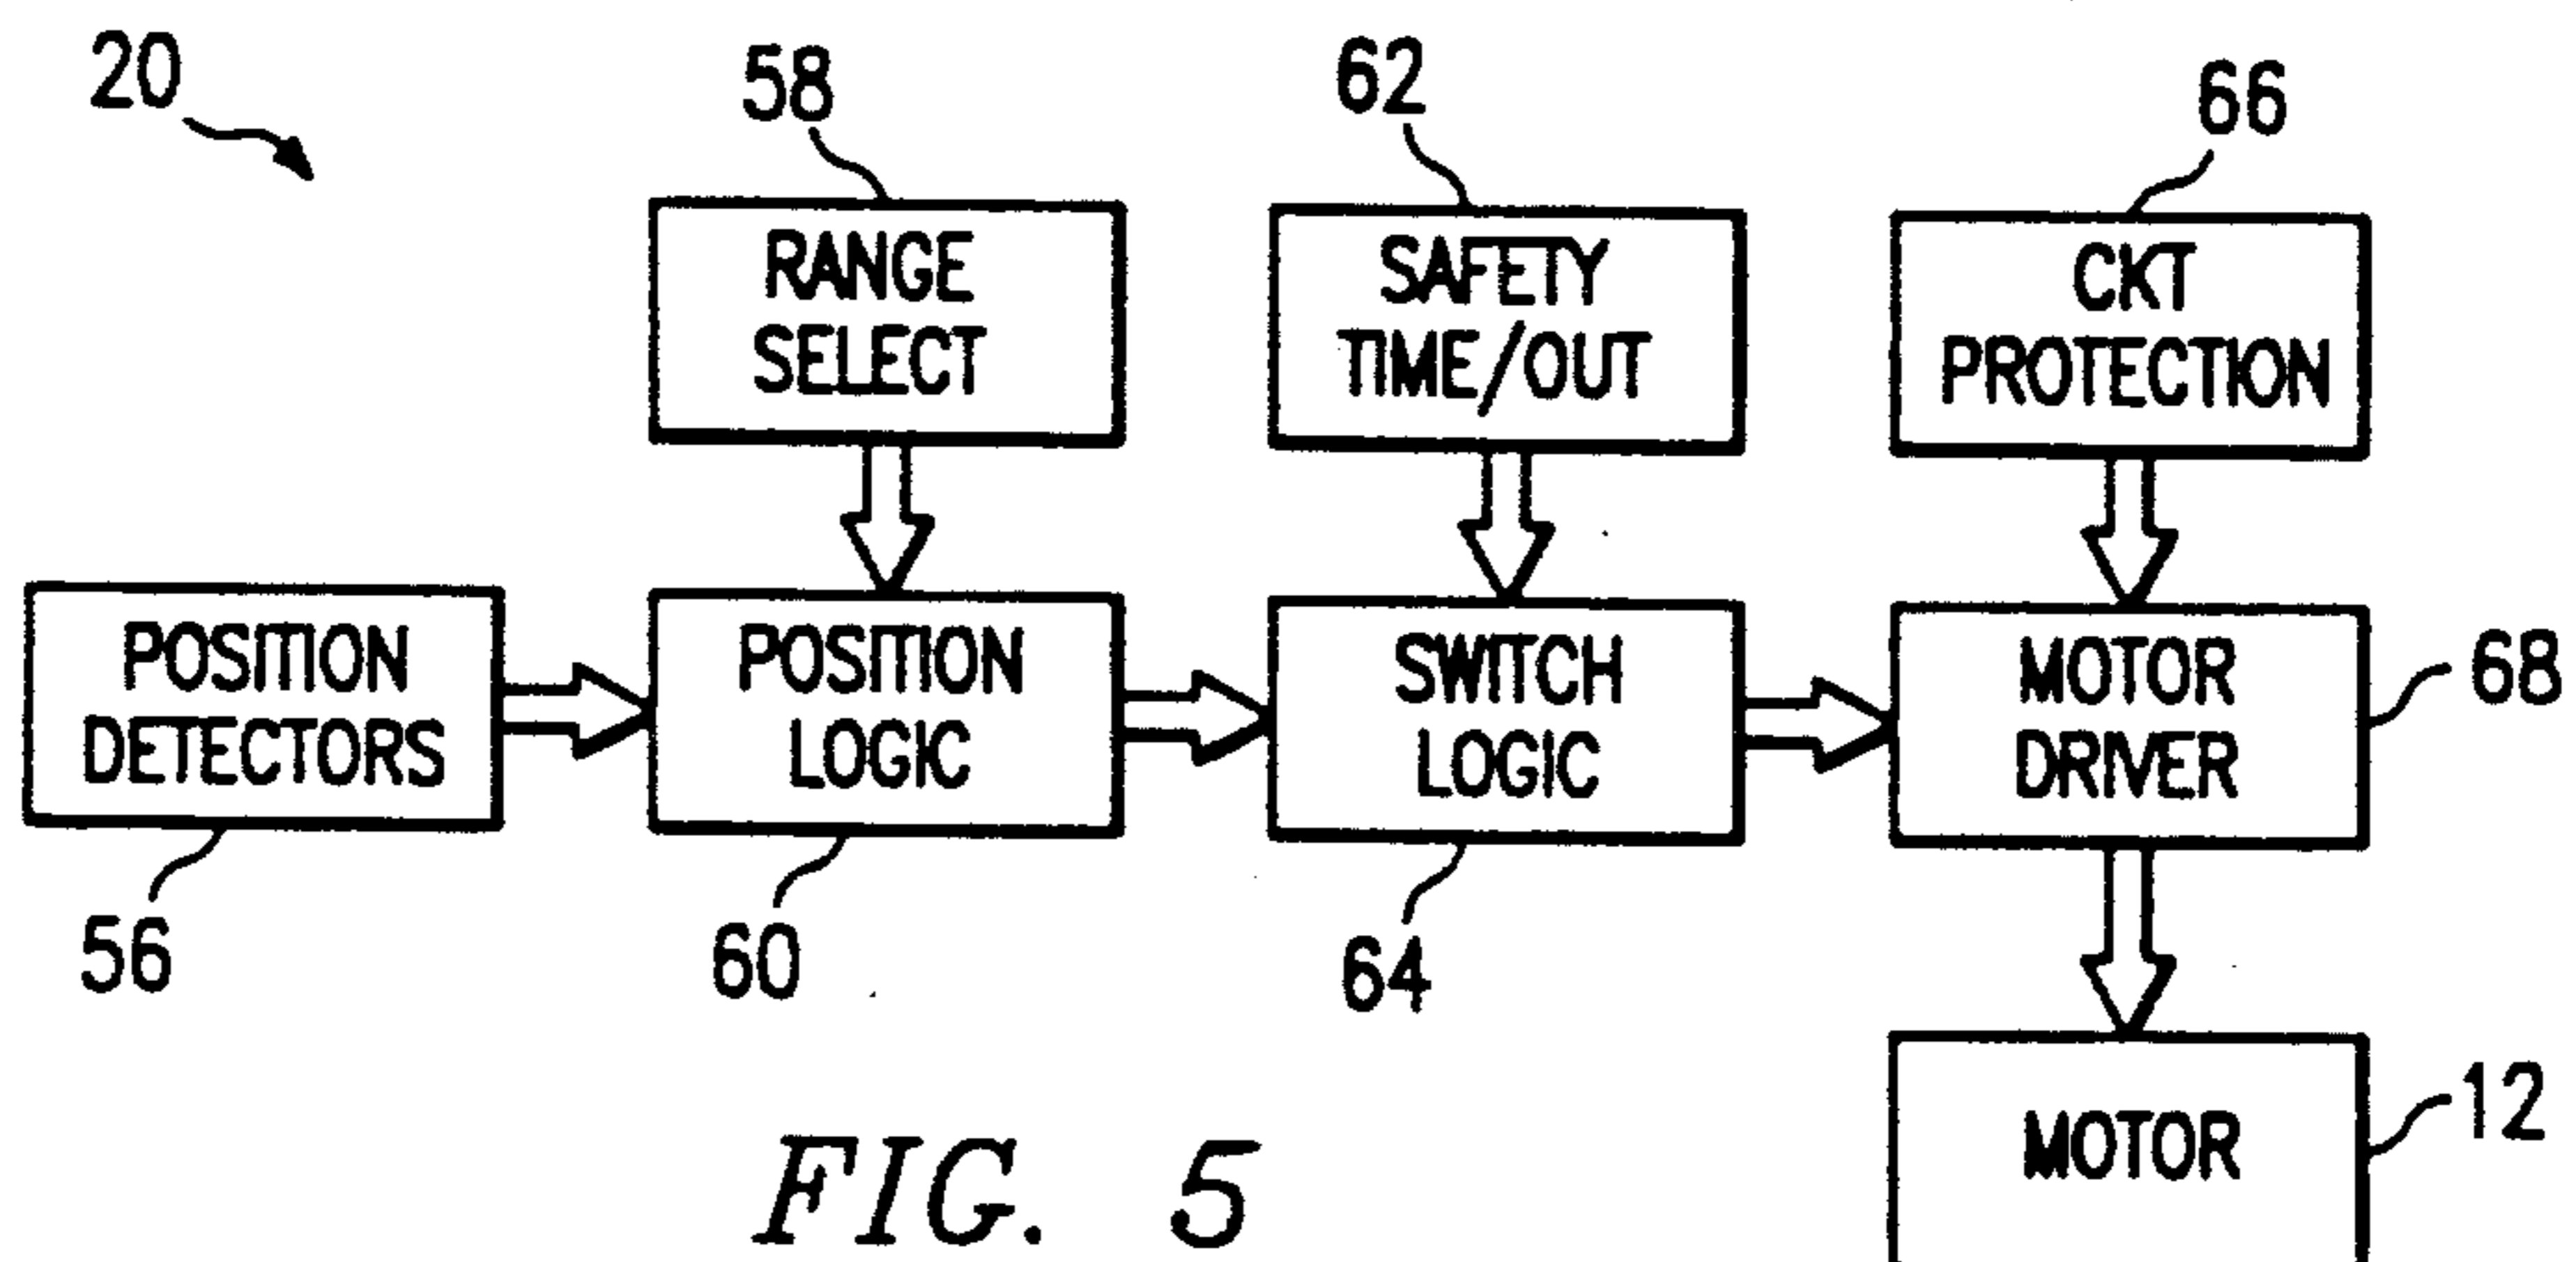 20
58
62
66
RANGE
SELECT
SAFETY
TIME/OUT
CKT
PROTECTION
POSITION
DETECTORS
POSITION
LOGIC
SWITCH
LOGIC
MOTOR
DRIVER
68
56
60
64
MOTOR
12
FIG. 5